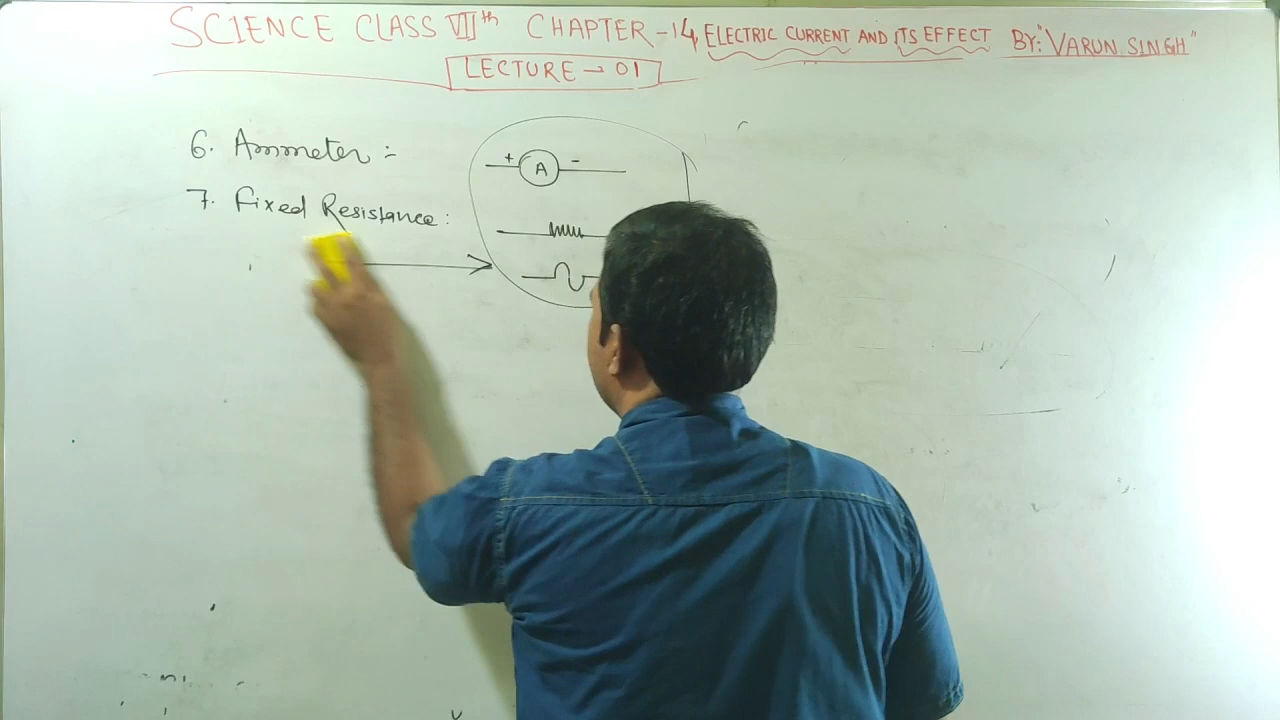 SCIENCE CLASS VIIth CHAPTER-14, ELECTRIC CURRENT AND ITS EFFECT BY:"VARUN SINGH"
LECTURE → 01
6. Ammeter :-
+ A -
7. Fixed Resistance: